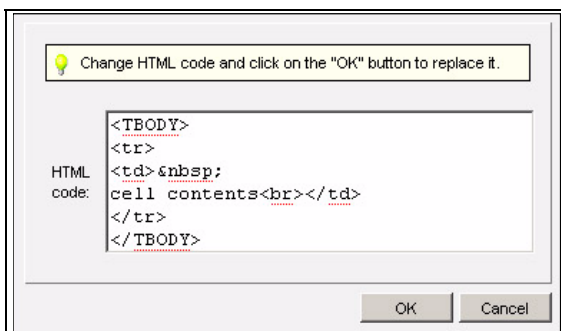 Change HTML code and click on the "OK" button to replace it.
HTML
code:
<TBODY>
<tr>
<td>&nbsp;
cell contents<br></td>
</tr>
</TBODY>
OK Cancel